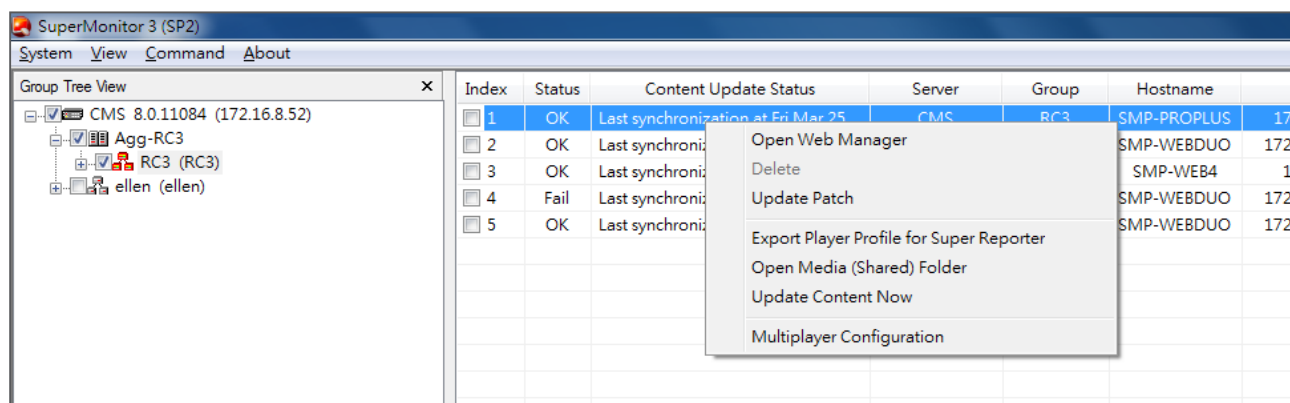 SuperMonitor 3 (SP2)
System View Command About
Group Tree View
CMS 8.0.11084 (172.16.8.52)
Agg-RC3
RC3 (RC3)
ellen (ellen)
Index Status Content Update Status Server Group Hostname
1 OK Last synchronization at Fri Mar 25 CMS RC3 SMP-PROPLUS 17
2 OK Last synchroni SMP-WEBDUO 172
3 OK Last synchroni SMP-WEB4 1
4 Fail Last synchroni SMP-WEBDUO 172
5 OK Last synchroni SMP-WEBDUO 172
Open Web Manager
Delete
Update Patch
Export Player Profile for Super Reporter
Open Media (Shared) Folder
Update Content Now
Multiplayer Configuration